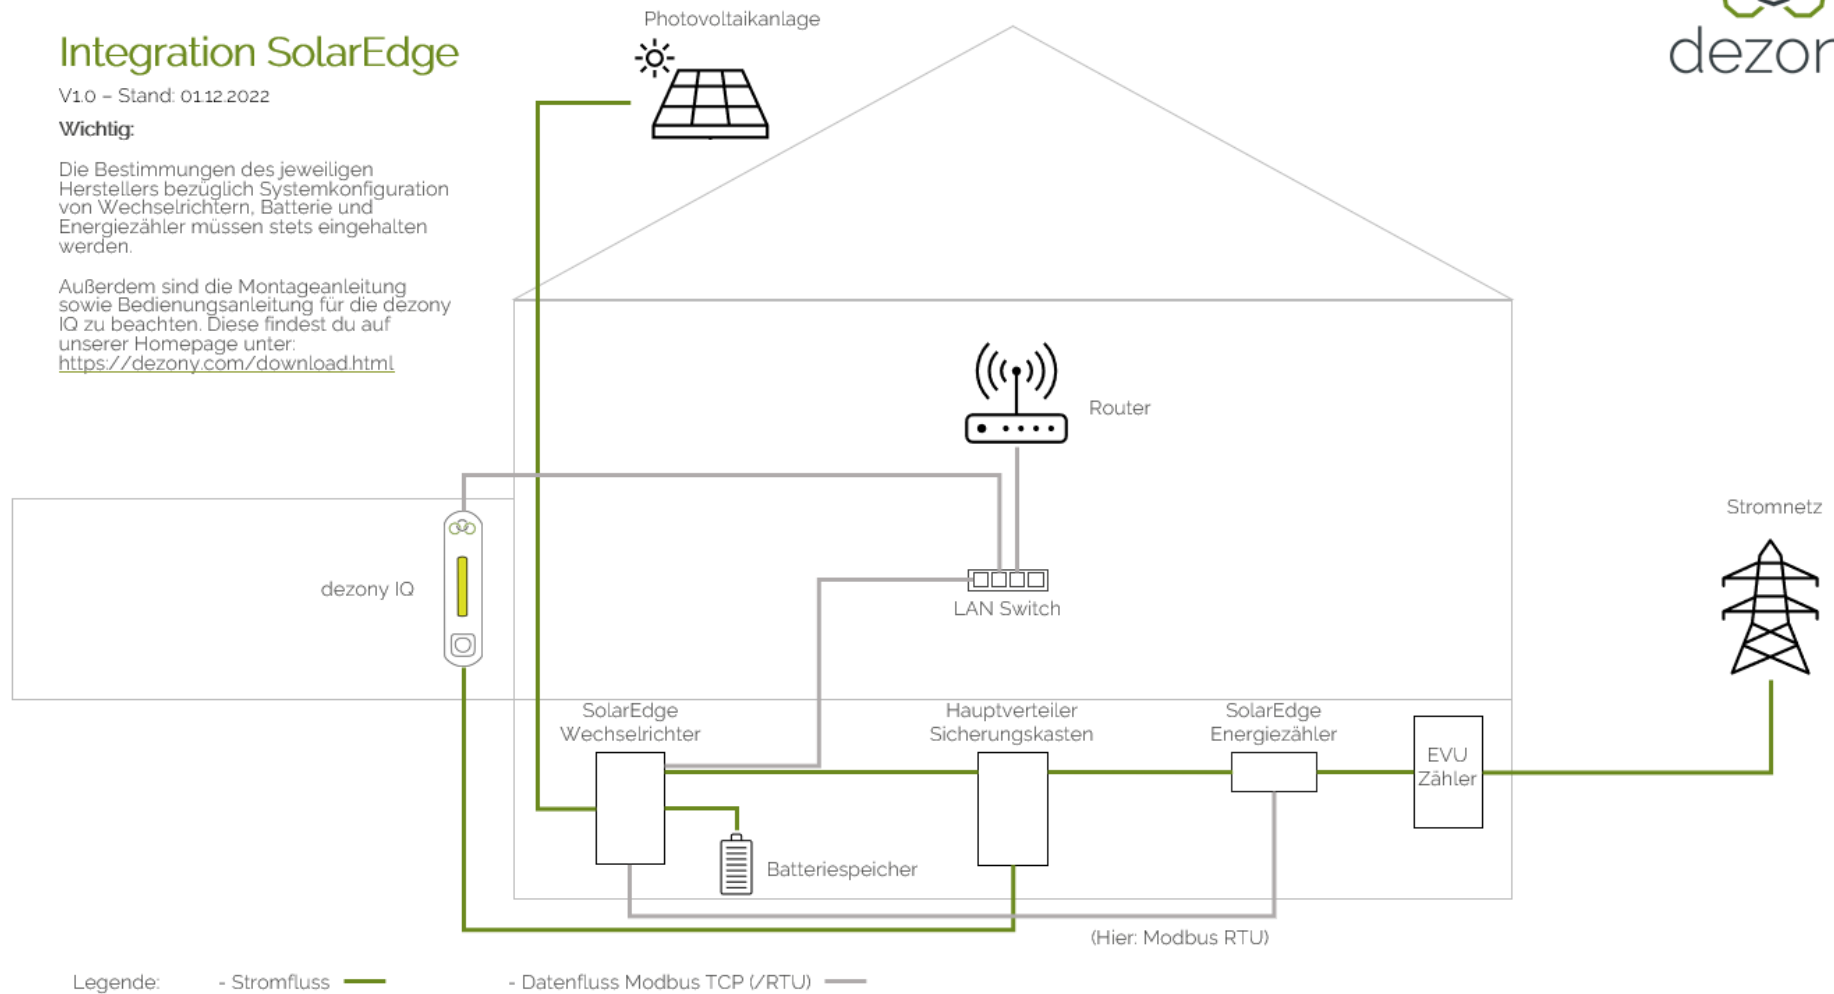 Photovoltaikanlage
Integration SolarEdge
dezon
V1.0 – Stand: 01.12.2022
Wichtig:
Die Bestimmungen des jeweiligen
Herstellers bezüglich Systemkonfiguration
von Wechselrichtern, Batterie und
Energiezähler müssen stets eingehalten
werden.
Außerdem sind die Montageanleitung
sowie Bedienungsanleitung für die dezony
IQ zu beachten. Diese findest du auf
unserer Homepage unter:
https://dezony.com/download.html
Router
Stromnetz
dezony IQ
LAN Switch
SolarEdge
Wechselrichter
Hauptverteiler
Sicherungskasten
SolarEdge
Energiezähler
EVU
Zähler
Batteriespeicher
(Hier: Modbus RTU)
Legende: - Stromfluss - Datenfluss Modbus TCP (/RTU)